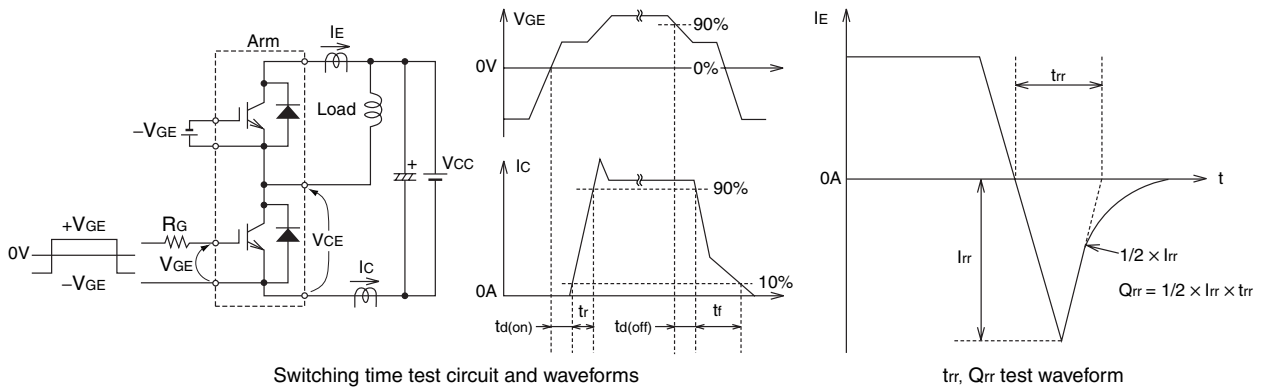 Arm
IE
Load
−VGE
+
VCC
+VGE
0V
−VGE
RG
VGE
VCE
IC
VGE
90%
0V
0%
IC
90%
0A
10%
td(on)
tr
td(off)
tf
Switching time test circuit and waveforms
IE
trr
0A
t
Irr
1/2 × Irr
Qrr = 1/2 × Irr × trr
trr, Qrr test waveform